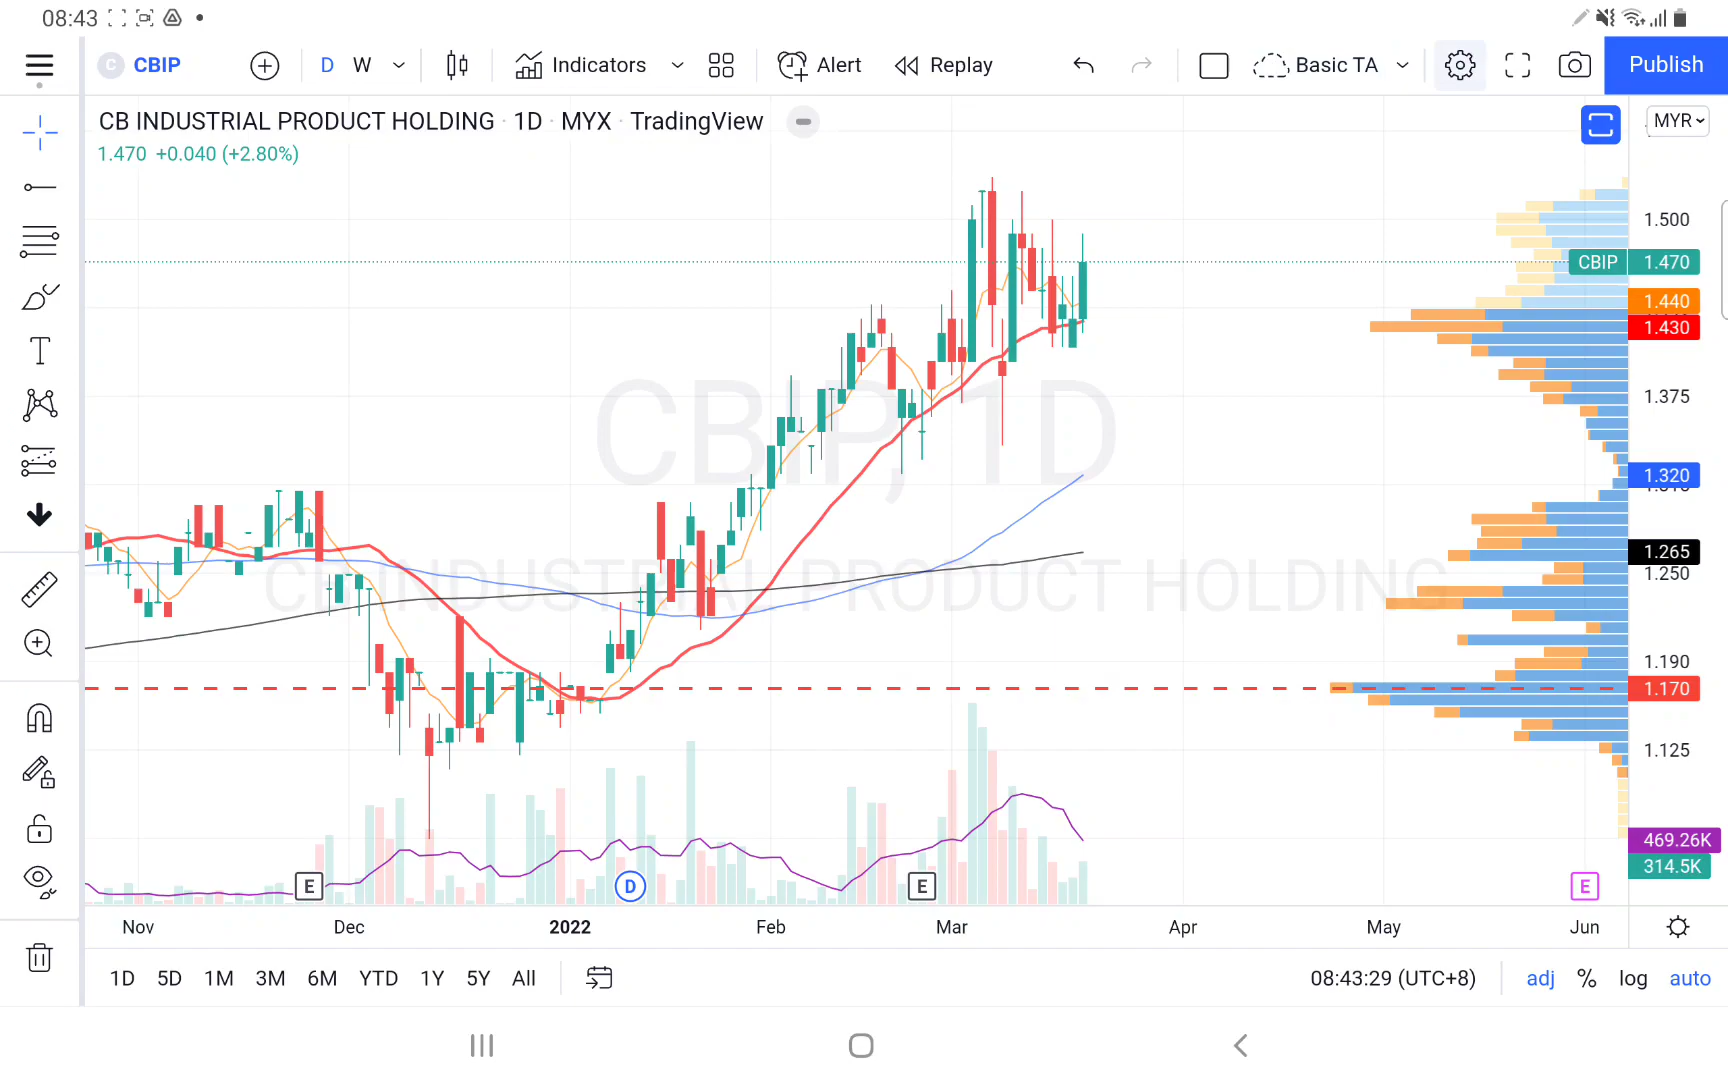 08:43
C CBIP D W Indicators Alert Replay Basic TA Publish
CB INDUSTRIAL PRODUCT HOLDING · 1D · MYX · TradingView
MYR
1.470 +0.040 (+2.80%)
1.500
CBIP 1.470
1.440
1.430
1.375
CBIP, 1D
1.320
1.265
1.250
CB INDUSTRIAL PRODUCT HOLDING
1.190
1.170
1.125
469.26K
314.5K
E D E E
Nov Dec 2022 Feb Mar Apr May Jun
1D 5D 1M 3M 6M YTD 1Y 5Y All 08:43:29 (UTC+8) adj % log auto